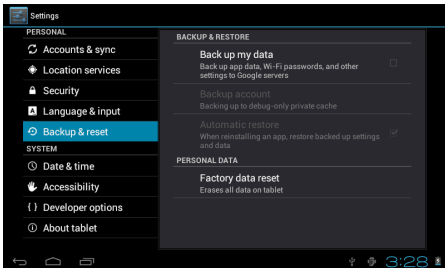 Settings
PERSONAL
Accounts & sync
Location services
Security
Language & input
Backup & reset
SYSTEM
Date & time
Accessibility
Developer options
About tablet
BACKUP & RESTORE
Back up my data
Back up app data, Wi-Fi passwords, and other
settings to Google servers
Backup account
Backing up to debug-only private cache
Automatic restore
When reinstalling an app, restore backed up settings
and data
PERSONAL DATA
Factory data reset
Erases all data on tablet
3:28